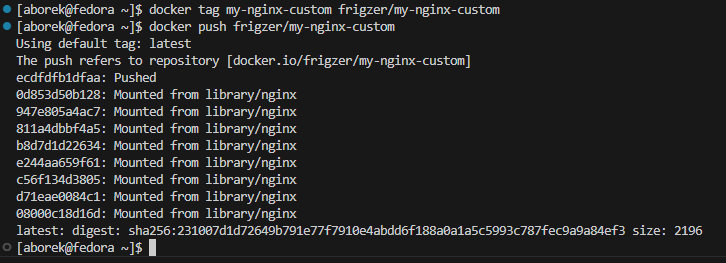 [aborek@fedora ~]$ docker tag my-nginx-custom frigzer/my-nginx-custom
[aborek@fedora ~]$ docker push frigzer/my-nginx-custom
Using default tag: latest
The push refers to repository [docker.io/frigzer/my-nginx-custom]
ecdfdfb1dfaa: Pushed
0d853d50b128: Mounted from library/nginx
947e805a4ac7: Mounted from library/nginx
811a4dbbf4a5: Mounted from library/nginx
b8d7d1d22634: Mounted from library/nginx
e244aa659f61: Mounted from library/nginx
c56f134d3805: Mounted from library/nginx
d71eae0084c1: Mounted from library/nginx
08000c18d16d: Mounted from library/nginx
latest: digest: sha256:231007d1d72649b791e77f7910e4abdd6f188a0a1a5c5993c787fec9a9a84ef3 size: 2196
[aborek@fedora ~]$